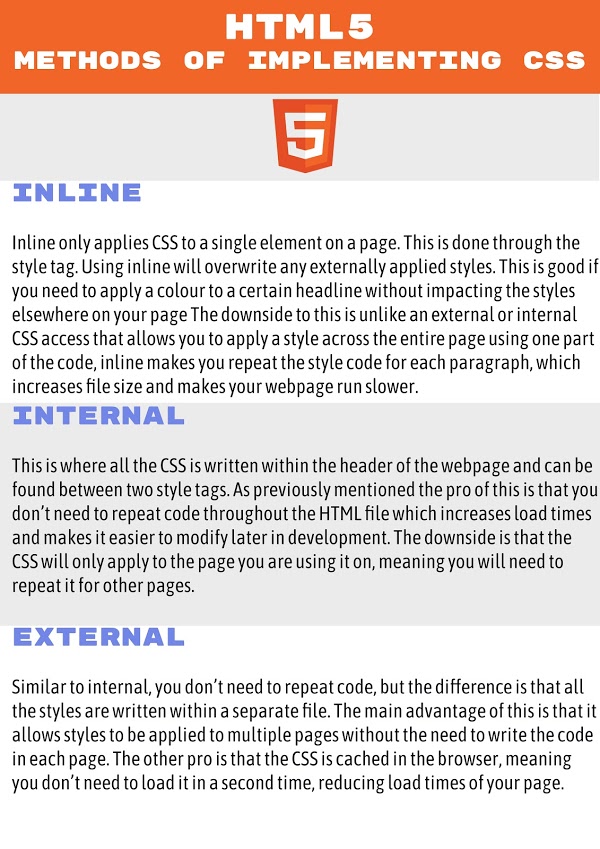 HTML5
METHODS OF IMPLEMENTING CSS
5
INLINE
Inline only applies CSS to a single element on a page. This is done through the
style tag. Using inline will overwrite any externally applied styles. This is good if
you need to apply a colour to a certain headline without impacting the styles
elsewhere on your page The downside to this is unlike an external or internal
CSS access that allows you to apply a style across the entire page using one part
of the code, inline makes you repeat the style code for each paragraph, which
increases file size and makes your webpage run slower.
INTERNAL
This is where all the CSS is written within the header of the webpage and can be
found between two style tags. As previously mentioned the pro of this is that you
don’t need to repeat code throughout the HTML file which increases load times
and makes it easier to modify later in development. The downside is that the
CSS will only apply to the page you are using it on, meaning you will need to
repeat it for other pages.
EXTERNAL
Similar to internal, you don’t need to repeat code, but the difference is that all
the styles are written within a separate file. The main advantage of this is that it
allows styles to be applied to multiple pages without the need to write the code
in each page. The other pro is that the CSS is cached in the browser, meaning
you don’t need to load it in a second time, reducing load times of your page.